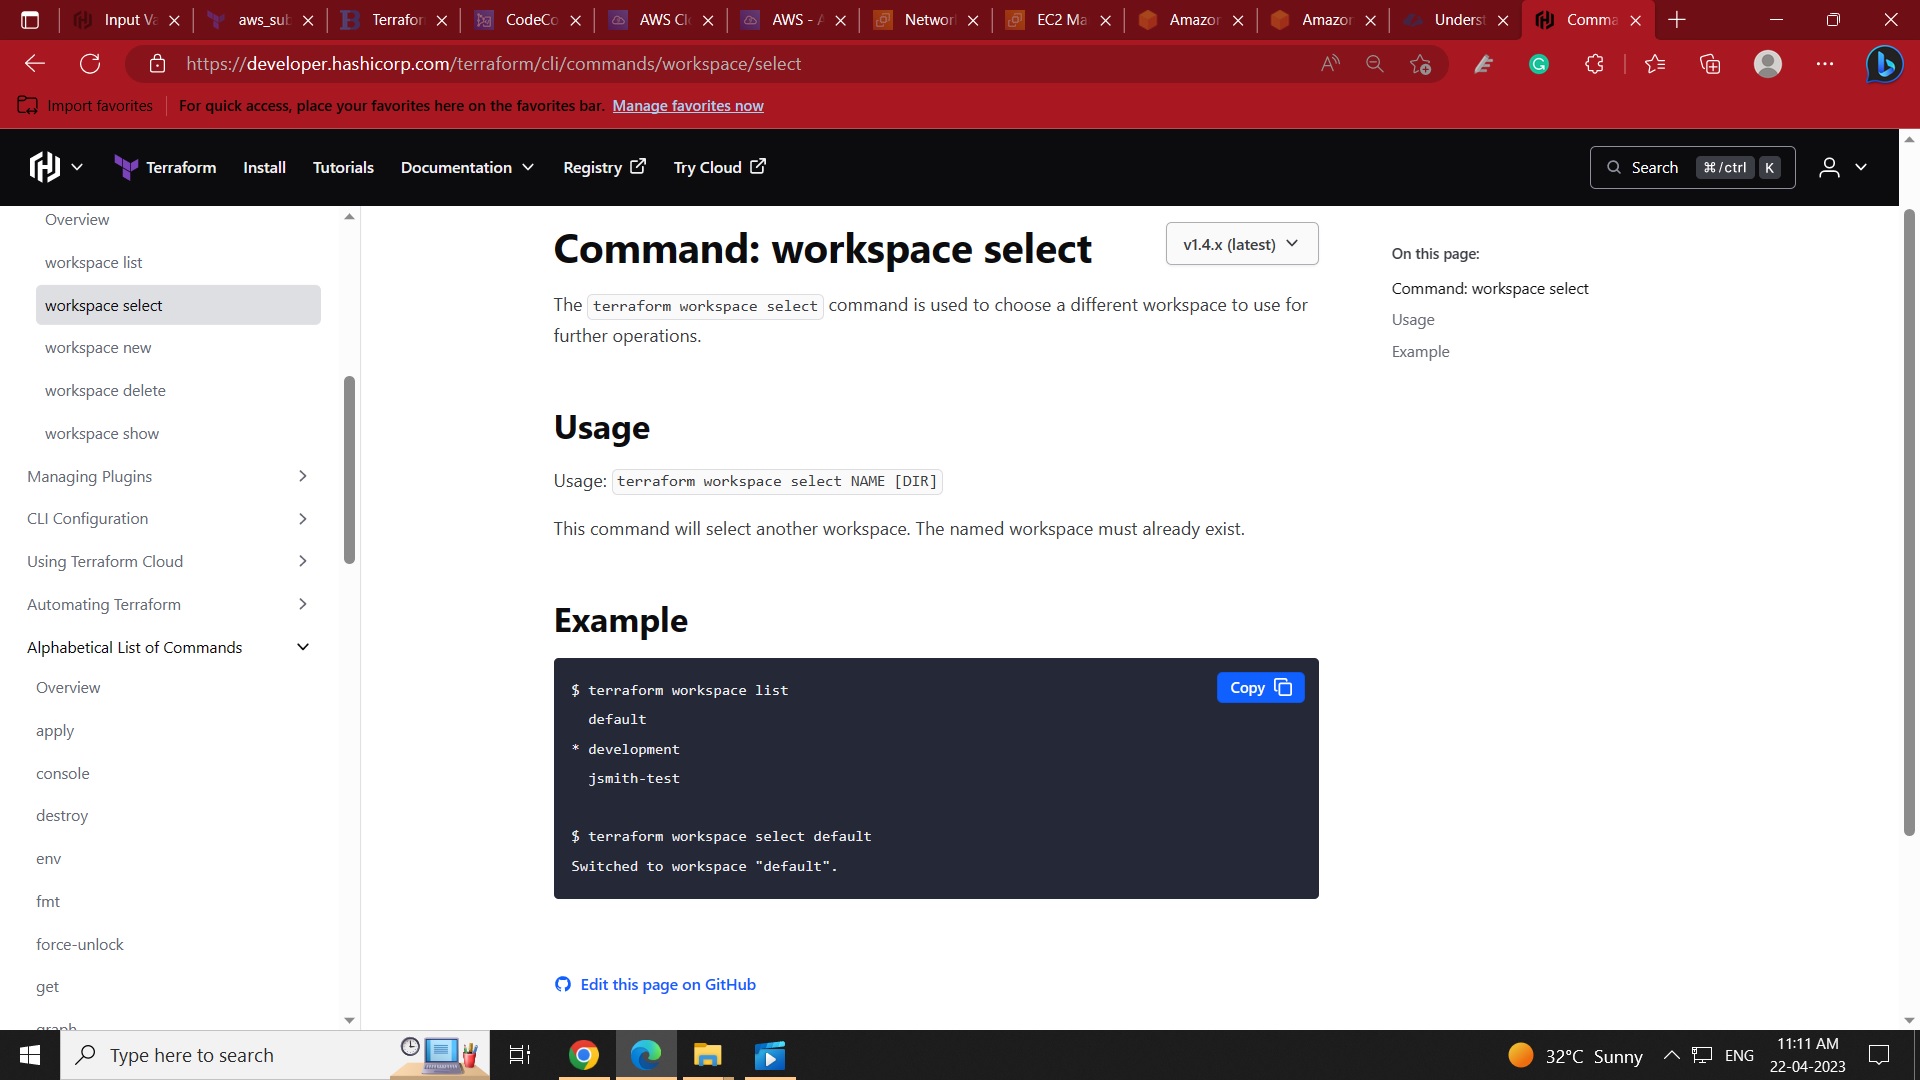 Input Va
aws_sub
Terrafor
CodeCo
AWS Cl
AWS - A
Networ
EC2 Ma
Amazor
Amazor
Underst
Comma
https://developer.hashicorp.com/terraform/cli/commands/workspace/select
Import favorites
For quick access, place your favorites here on the favorites bar. Manage favorites now
Terraform
Install
Tutorials
Documentation
Registry
Try Cloud
Search
⌘/ctrl
K
Overview
workspace list
workspace select
workspace new
workspace delete
workspace show
Managing Plugins
CLI Configuration
Using Terraform Cloud
Automating Terraform
Alphabetical List of Commands
Overview
apply
console
destroy
env
fmt
force-unlock
get
graph
Command: workspace select
v1.4.x (latest)
The terraform workspace select command is used to choose a different workspace to use for
further operations.
Usage
Usage: terraform workspace select NAME [DIR]
This command will select another workspace. The named workspace must already exist.
Example
Copy
$ terraform workspace list
default
* development
jsmith-test
$ terraform workspace select default
Switched to workspace "default".
Edit this page on GitHub
On this page:
Command: workspace select
Usage
Example
Type here to search
32°C Sunny
ENG
11:11 AM
22-04-2023